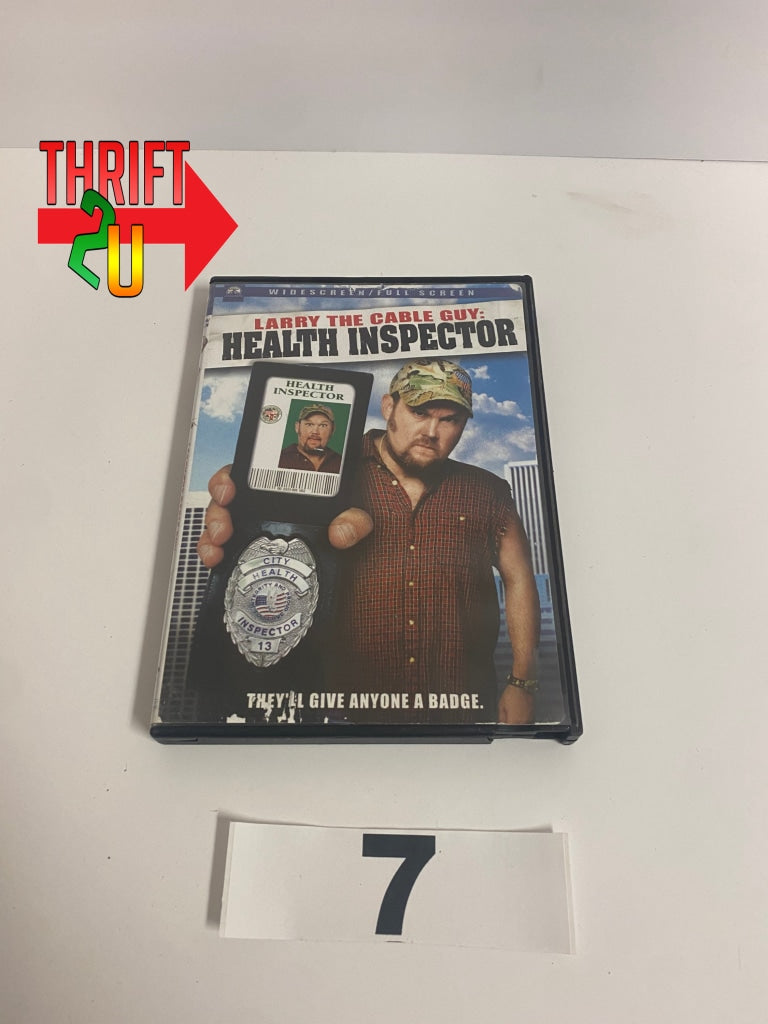 THRIFT
2U
WIDESCREEN/FULL SCREEN
LARRY THE CABLE GUY:
HEALTH INSPECTOR
HEALTH
INSPECTOR
CITY
HEALTH
INSPECTOR
13
THEY'LL GIVE ANYONE A BADGE.
7